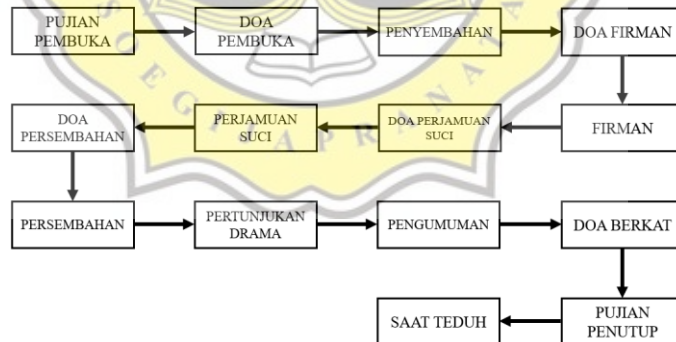 PUJIAN
PEMBUKA
DOA
PEMBUKA
PENYEMBAHAN
DOA FIRMAN
FIRMAN
DOA PERJAMUAN
SUCI
PERJAMUAN
SUCI
DOA
PERSEMBAHAN
PERSEMBAHAN
PERTUNJUKAN
DRAMA
PENGUMUMAN
DOA BERKAT
PUJIAN
PENUTUP
SAAT TEDUH